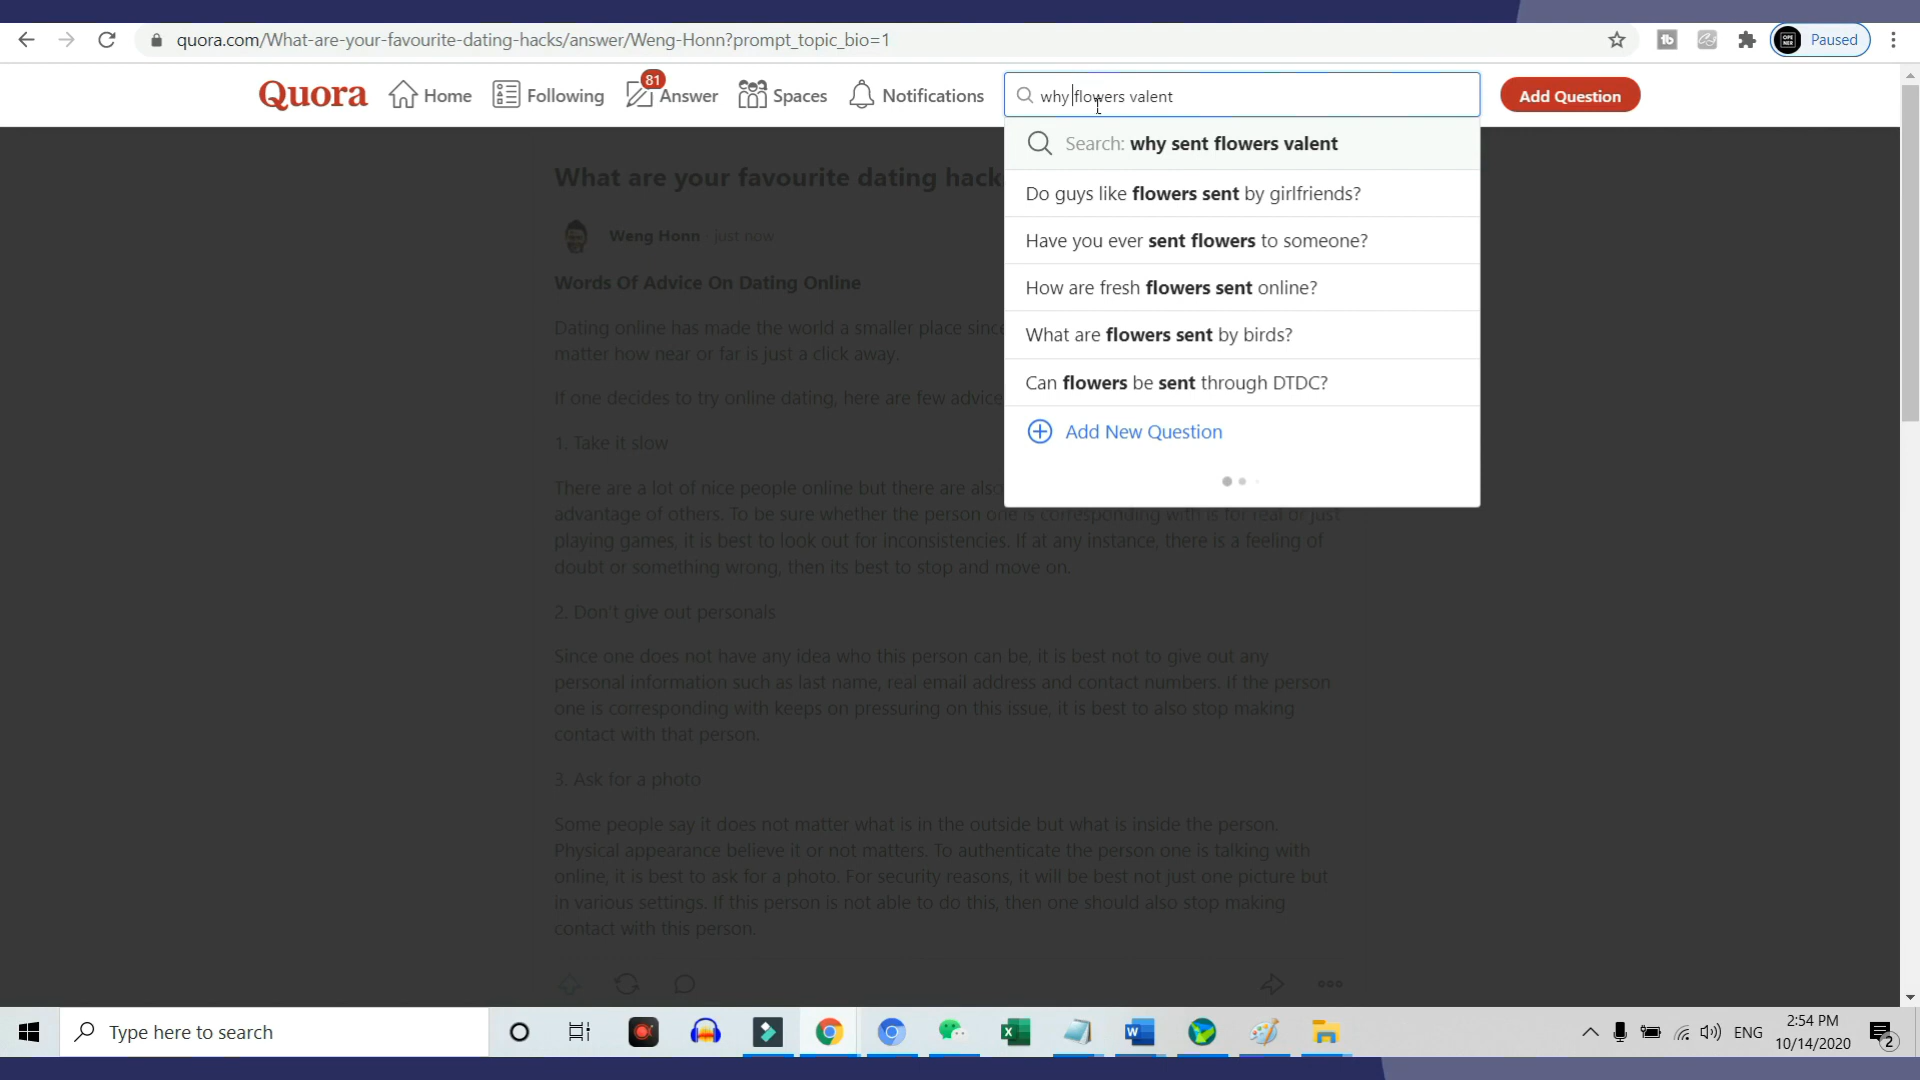 quora.com/What-are-your-favourite-dating-hacks/answer/Weng-Honn?prompt_topic_bio=1
Paused
Quora
Home
Following
81
Answer
Spaces
Notifications
why flowers valent
Add Question
Search: why sent flowers valent
Do guys like flowers sent by girlfriends?
Have you ever sent flowers to someone?
How are fresh flowers sent online?
What are flowers sent by birds?
Can flowers be sent through DTDC?
Add New Question
What are your favourite dating hack
Weng Honn · just now
Words Of Advice On Dating Online
Dating online has made the world a smaller place since
matter how near or far is just a click away.
If one decides to try online dating, here are few advice
1. Take it slow
There are a lot of nice people online but there are also
advantage of others. To be sure whether the person one is corresponding with is for real or just
playing games, it is best to look out for inconsistencies. If at any instance, there is a feeling of
doubt or something wrong, then its best to stop and move on.
2. Don't give out personals
Since one does not have any idea who this person can be, it is best not to give out any
personal information such as last name, real email address and contact numbers. If the person
one is corresponding with keeps on pressuring on this issue, it is best to also stop making
contact with that person.
3. Ask for a photo
Some people say it does not matter what is in the outside but what is inside the person.
Physical appearance believe it or not matters. To authenticate the person one is talking with
online, it is best to ask for a photo. For security reasons, it will be best not just one picture but
in various settings. If this person is not able to do this, then one should also stop making
contact with this person.
Type here to search
ENG
2:54 PM
10/14/2020
2